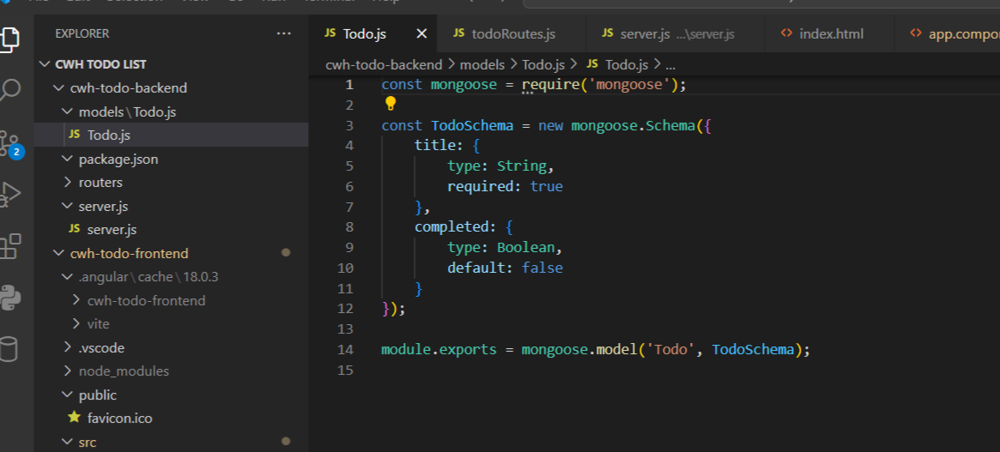 EXPLORER
CWH TODO LIST
cwh-todo-backend
models\Todo.js
JS Todo.js
package.json
routers
server.js
JS server.js
cwh-todo-frontend
.angular\cache\18.0.3
cwh-todo-frontend
vite
.vscode
node_modules
public
favicon.ico
src
2
JS Todo.js
JS todoRoutes.js
JS server.js ...\server.js
<> index.html
<> app.compo
cwh-todo-backend > models > Todo.js > JS Todo.js > ...
1 const mongoose = require('mongoose');
2
3 const TodoSchema = new mongoose.Schema({
4 title: {
5 type: String,
6 required: true
7 },
8 completed: {
9 type: Boolean,
10 default: false
11 }
12 });
13
14 module.exports = mongoose.model('Todo', TodoSchema);
15